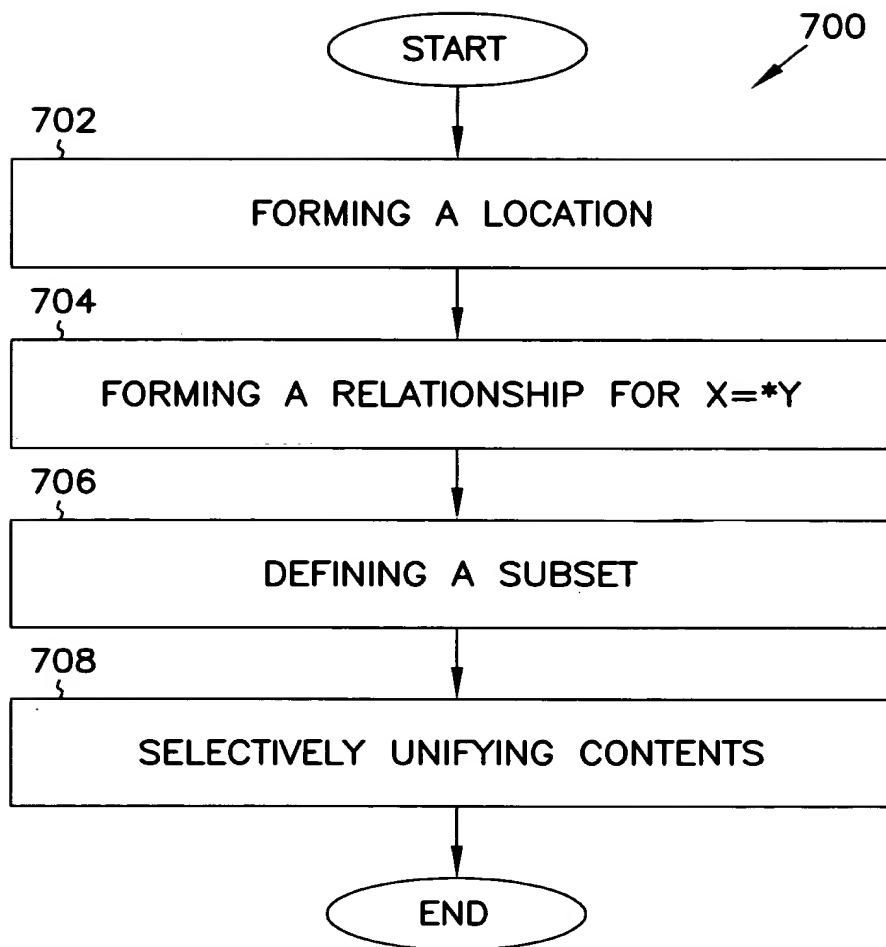 START
700
702
FORMING A LOCATION
704
FORMING A RELATIONSHIP FOR X=*Y
706
DEFINING A SUBSET
708
SELECTIVELY UNIFYING CONTENTS
END